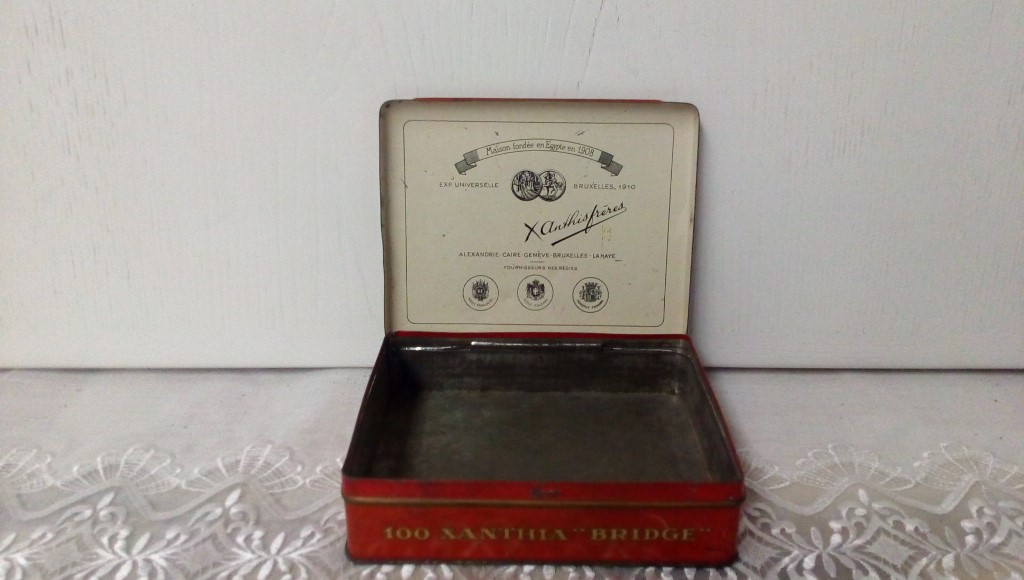 Maison fondée en Egypte en 1908
EXP. UNIVERSELLE BRUXELLES, 1910
Xanthis frères
ALEXANDRIE-CAIRE-GENÈVE-BRUXELLES-LA HAYE
FOURNISSEURS DES RÉGIES
100 XANTHIA "BRIDGE"